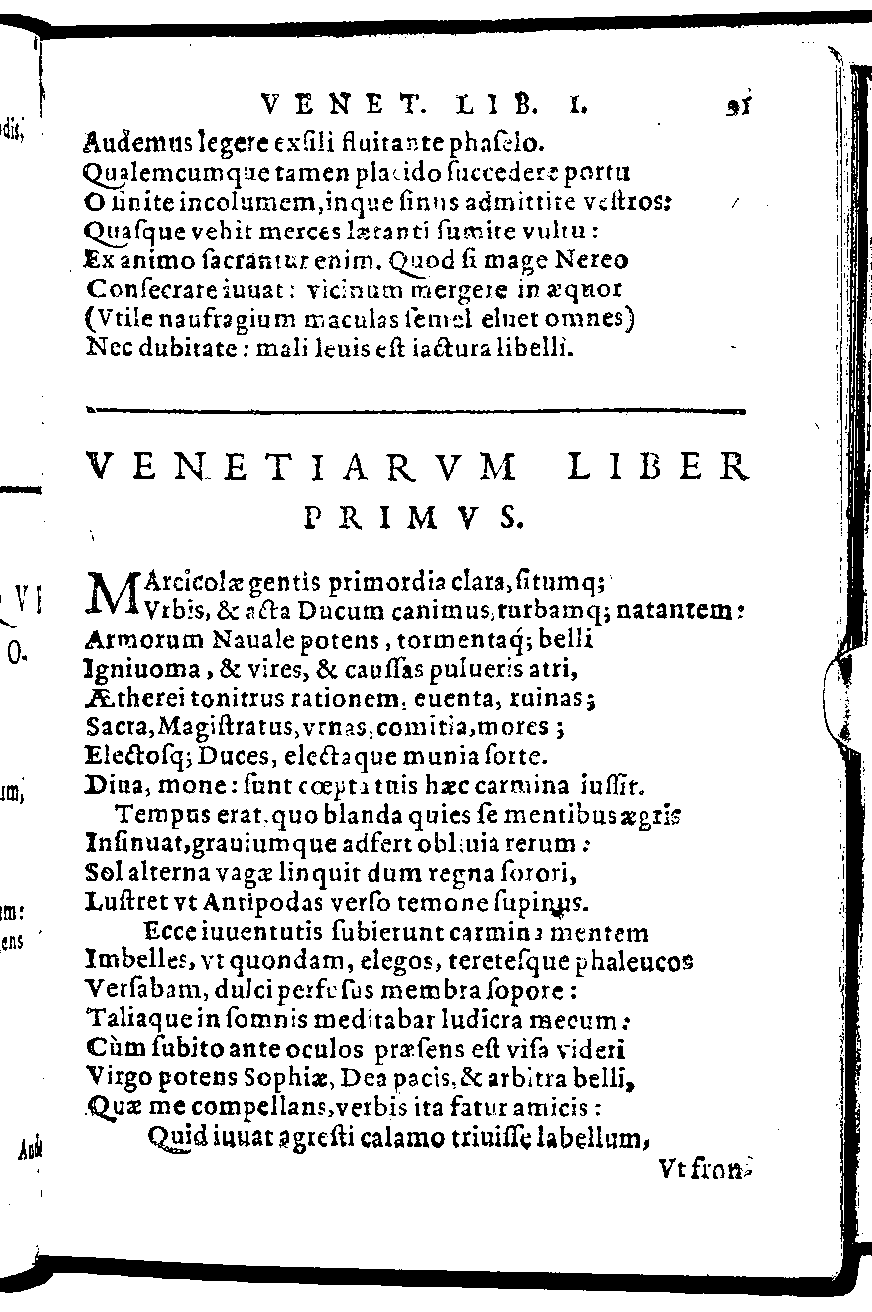 VENET. LIB. I. 91
Audemus legere exſili fluitante phaſelo.
Qualemcumque tamen placido ſuccedere portu
O ſinite incolumem, inque ſinus admittite veſtros:
Quaſque vehit merces lætanti ſumite vultu:
Ex animo ſacrantur enim. Quod ſi mage Nereo
Conſecrare iuuat: vicinum mergere in æquor
(Vtile naufragium maculas ſemel eluet omnes)
Nec dubitate: mali leuis eſt iactura libelli.
VENETIARVM LIBER
PRIMVS.
MArcicolæ gentis primordia clara, ſitumq;
Vrbis, & acta Ducum canimus, turbamq; natantem:
Armorum Nauale potens, tormentaq́; belli
Igniuoma, & vires, & cauſſas pulueris atri,
Ætherei tonitrus rationem, euenta, ruinas;
Sacra, Magiſtratus, vrnas, comitia, mores;
Electoſq; Duces, electaque munia ſorte.
Diua, mone: ſunt cœpta tuis hæc carmina iuſſit.
Tempus erat, quo blanda quies ſe mentibus ægris
Inſinuat, grauiumque adfert obliuia rerum:
Sol alterna vagæ linquit dum regna ſorori,
Luſtret vt Antipodas verſo temone ſupinus.
Ecce iuuentutis ſubierunt carmina mentem
Imbelles, vt quondam, elegos, tereteſque phaleucos
Verſabam, dulci perfuſus membra ſopore:
Taliaque in ſomnis meditabar ludicra mecum:
Cùm ſubito ante oculos præſens eſt viſa videri
Virgo potens Sophiæ, Dea pacis, & arbitra belli,
Quæ me compellans, verbis ita fatur amicis:
Quid iuuat agreſti calamo triuiſſe labellum,
Vt fron-